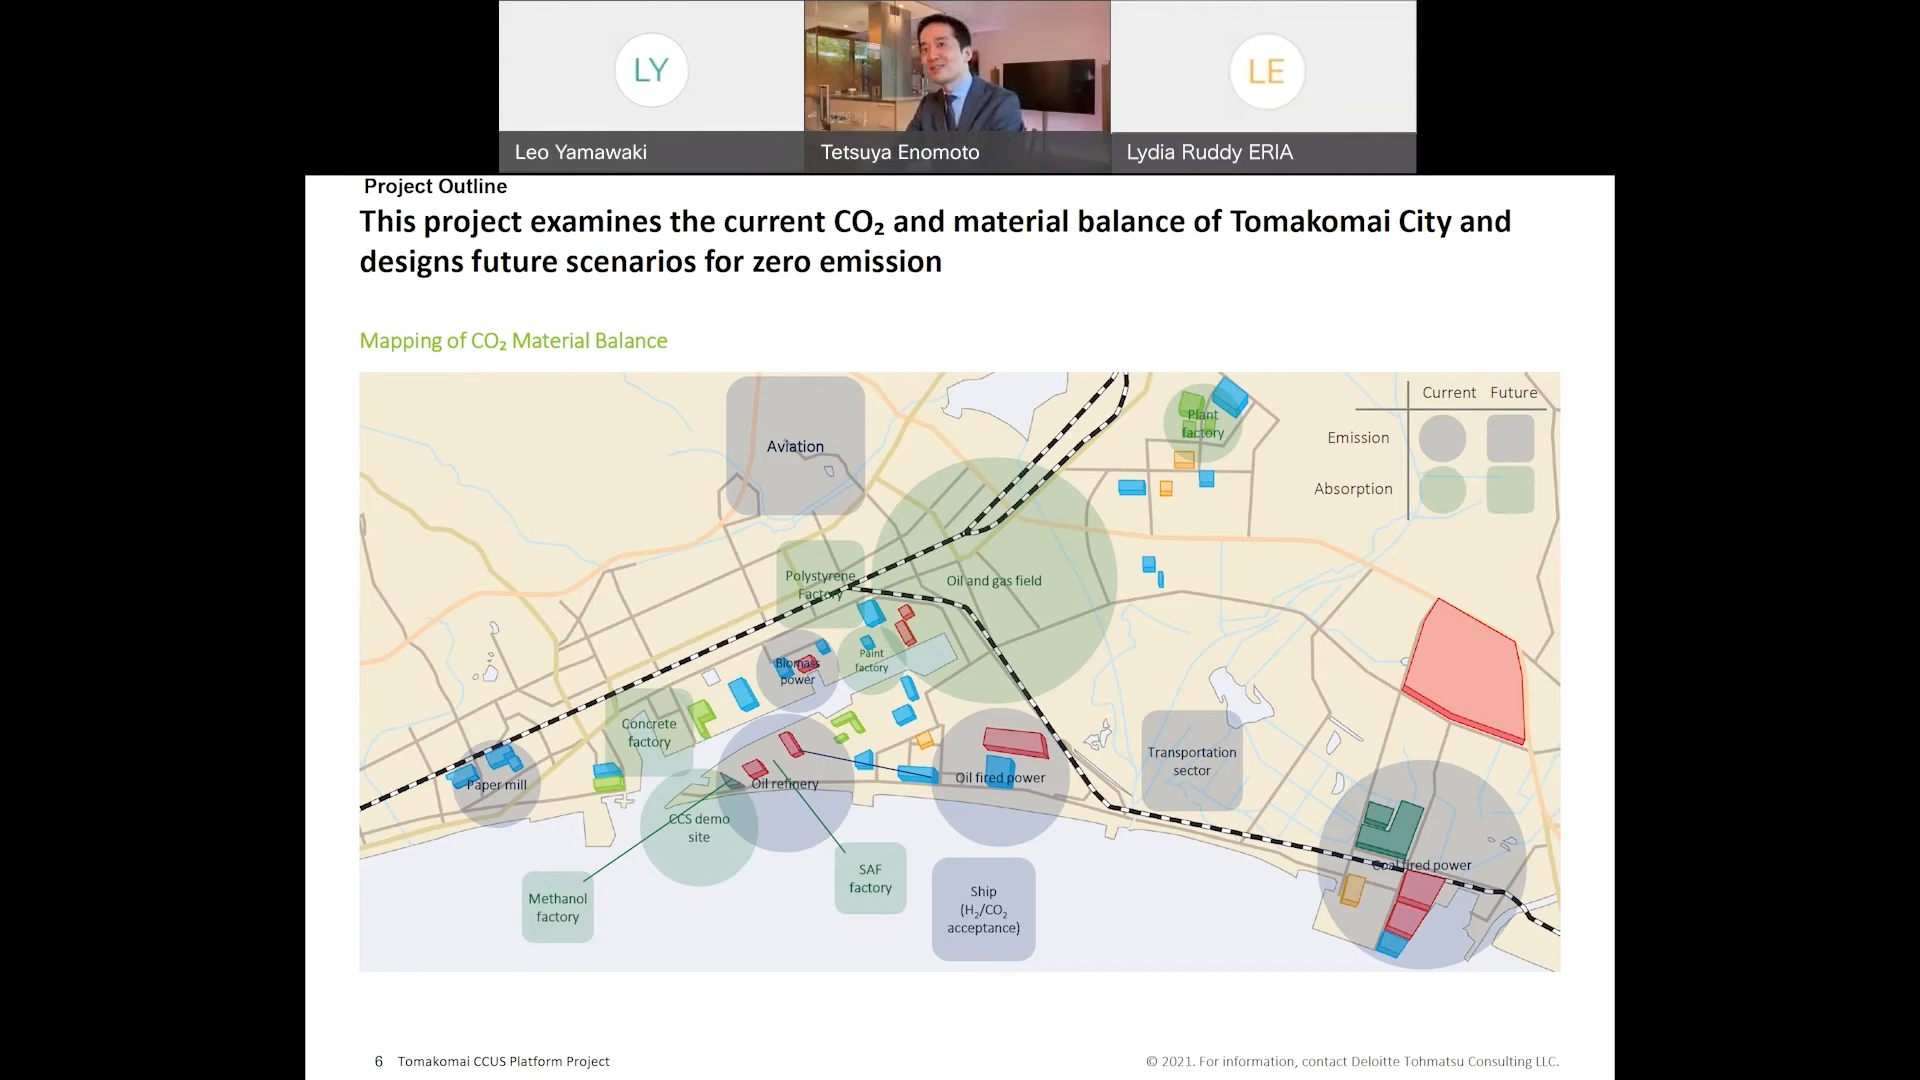 LY
LE
Leo Yamawaki
Tetsuya Enomoto
Lydia Ruddy ERIA
Project Outline
This project examines the current CO₂ and material balance of Tomakomai City and
designs future scenarios for zero emission
Mapping of CO₂ Material Balance
Current Future
Emission
Absorption
Aviation
Plant
factory
Polystyrene
Factory
Oil and gas field
Biomass
power
Paint
factory
Concrete
factory
Paper mill
Oil refinery
Oil fired power
Transportation
sector
CCS demo
site
Coal fired power
Methanol
factory
SAF
factory
Ship
(H₂/CO₂
acceptance)
6 Tomakomai CCUS Platform Project
© 2021. For information, contact Deloitte Tohmatsu Consulting LLC.